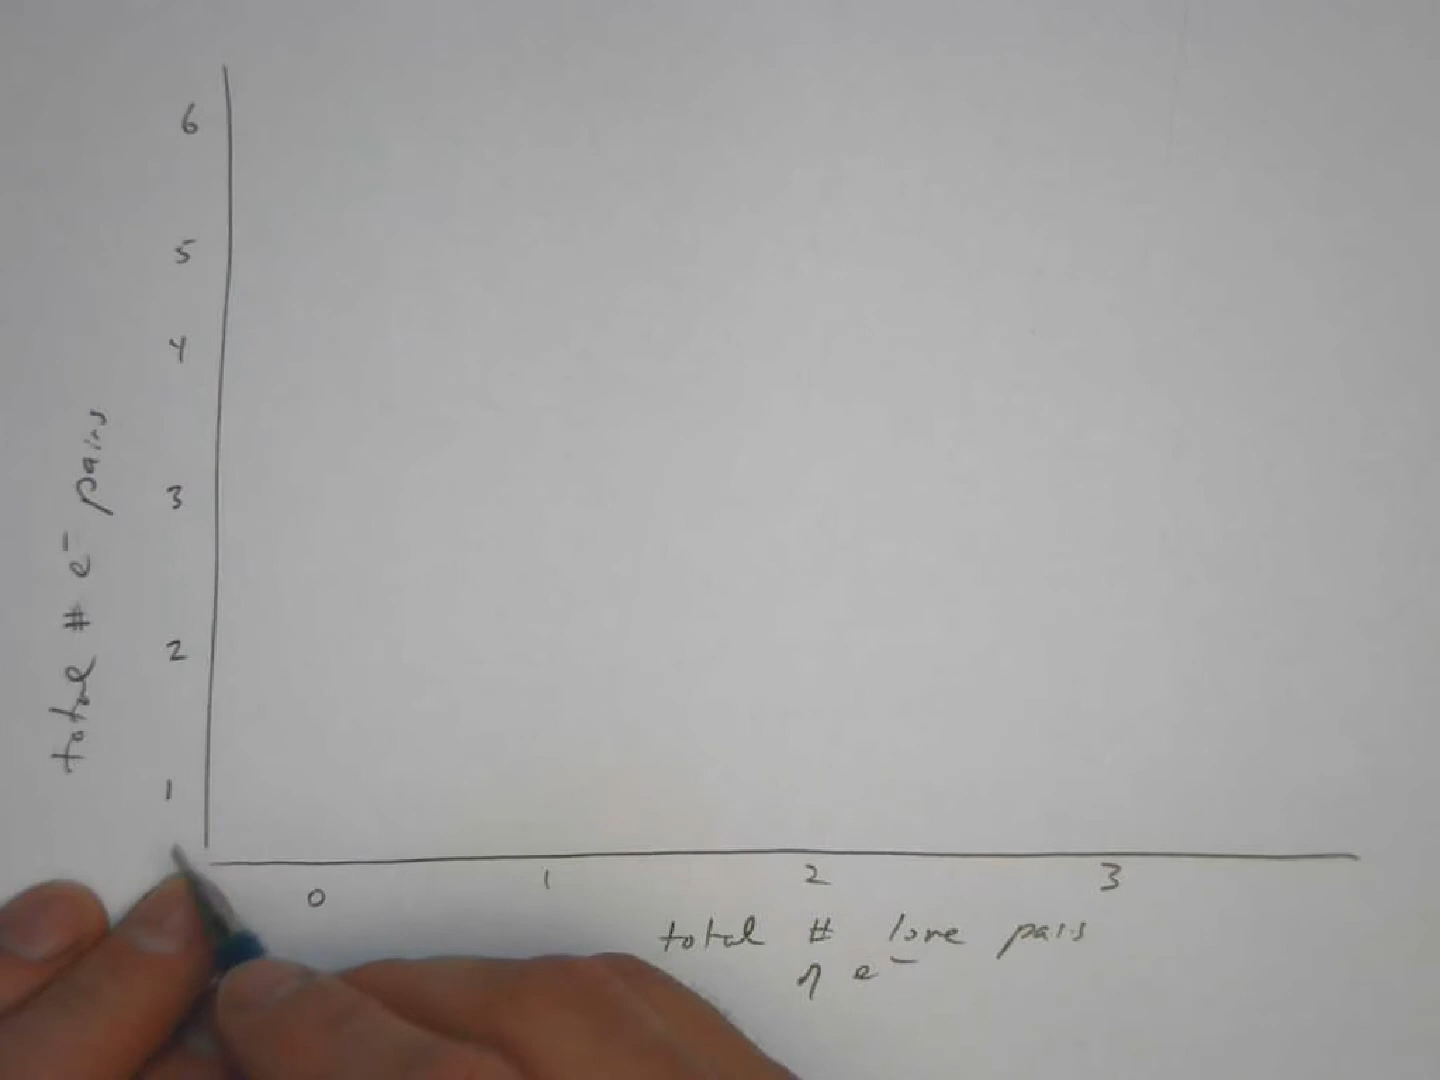 6
5
4
3
2
1
total # e⁻ pairs
0 1 2 3
total # lone pairs
of e⁻